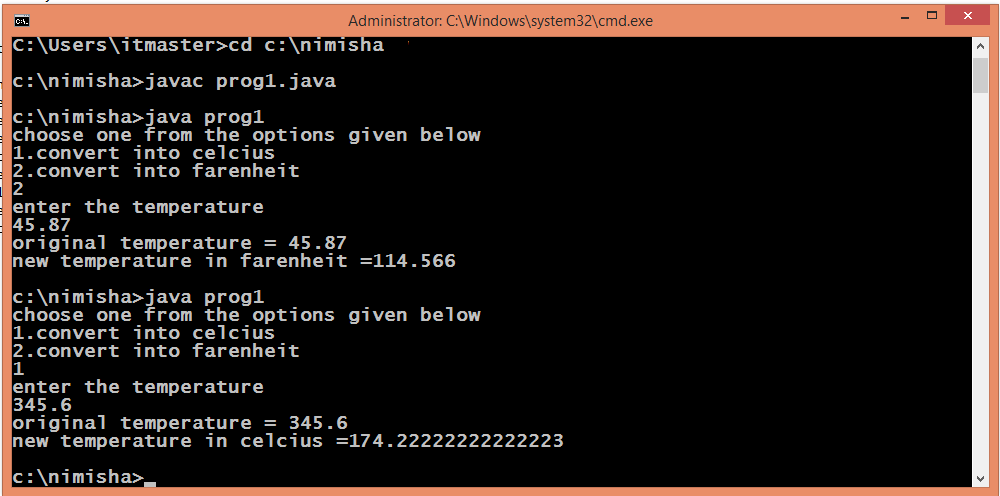 Administrator: C:\Windows\system32\cmd.exe
C:\Users\itmaster>cd c:\nimisha
c:\nimisha>javac prog1.java
c:\nimisha>java prog1
choose one from the options given below
1.convert into celcius
2.convert into farenheit
2
enter the temperature
45.87
original temperature = 45.87
new temperature in farenheit =114.566
c:\nimisha>java prog1
choose one from the options given below
1.convert into celcius
2.convert into farenheit
1
enter the temperature
345.6
original temperature = 345.6
new temperature in celcius =174.22222222222223
c:\nimisha>_